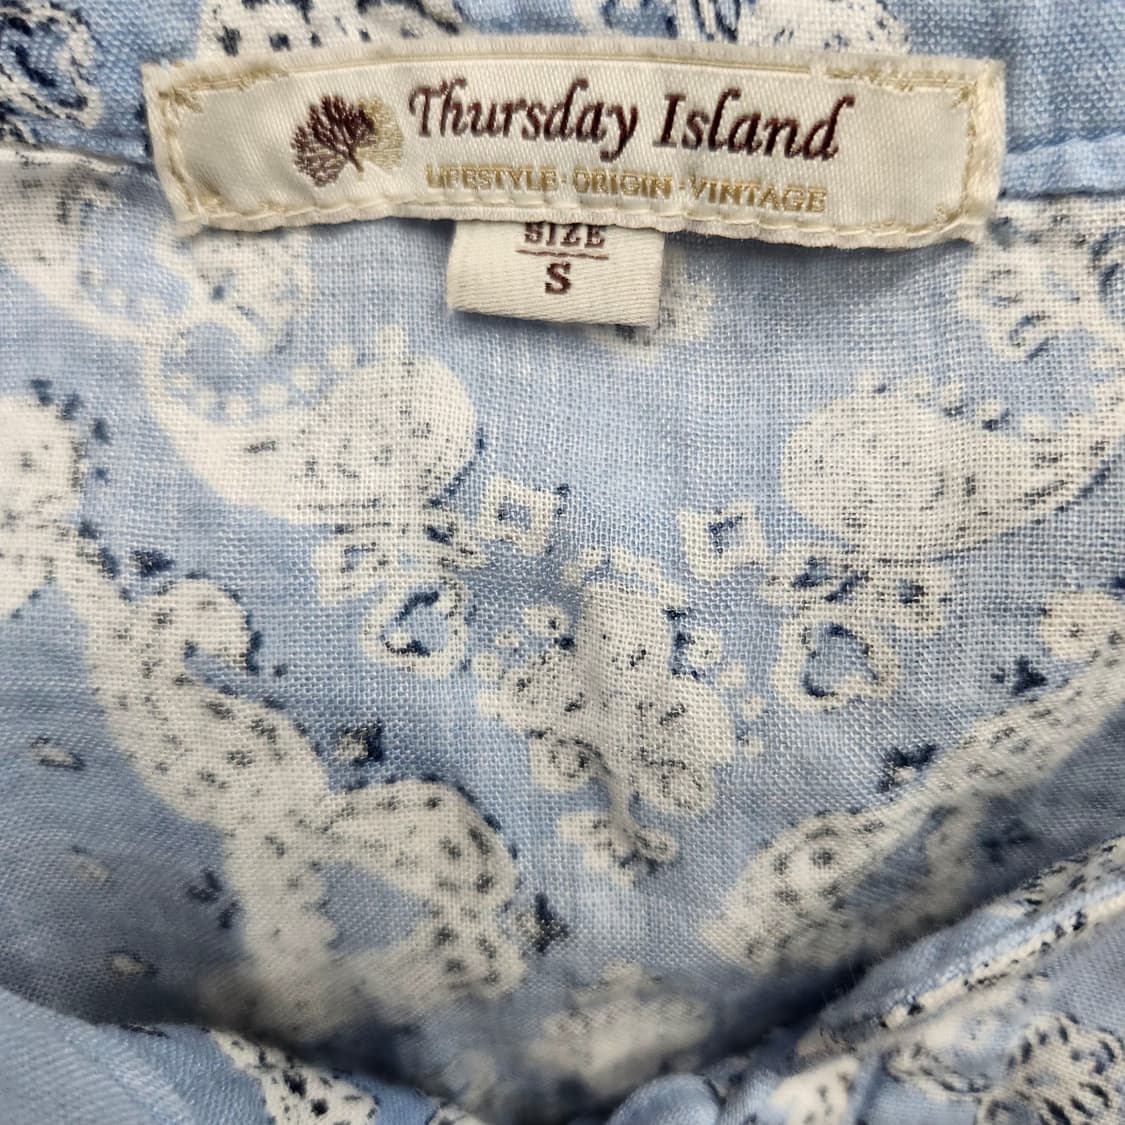 Thursday Island
LIFESTYLE · ORIGIN · VINTAGE
SIZE
S